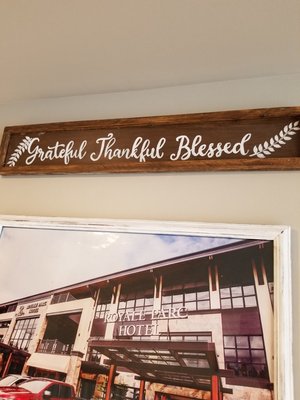 Grateful Thankful Blessed
ROYALE PARC
HOTEL